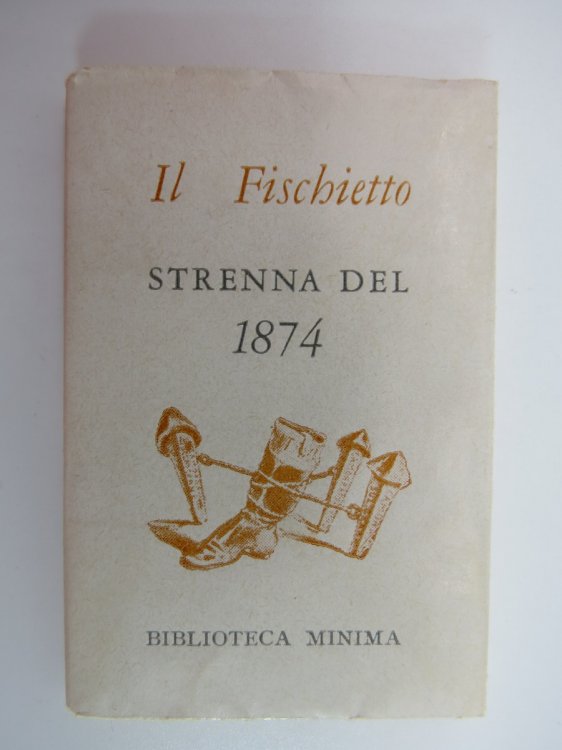 Il Fischietto
STRENNA DEL
1874
BIBLIOTECA MINIMA